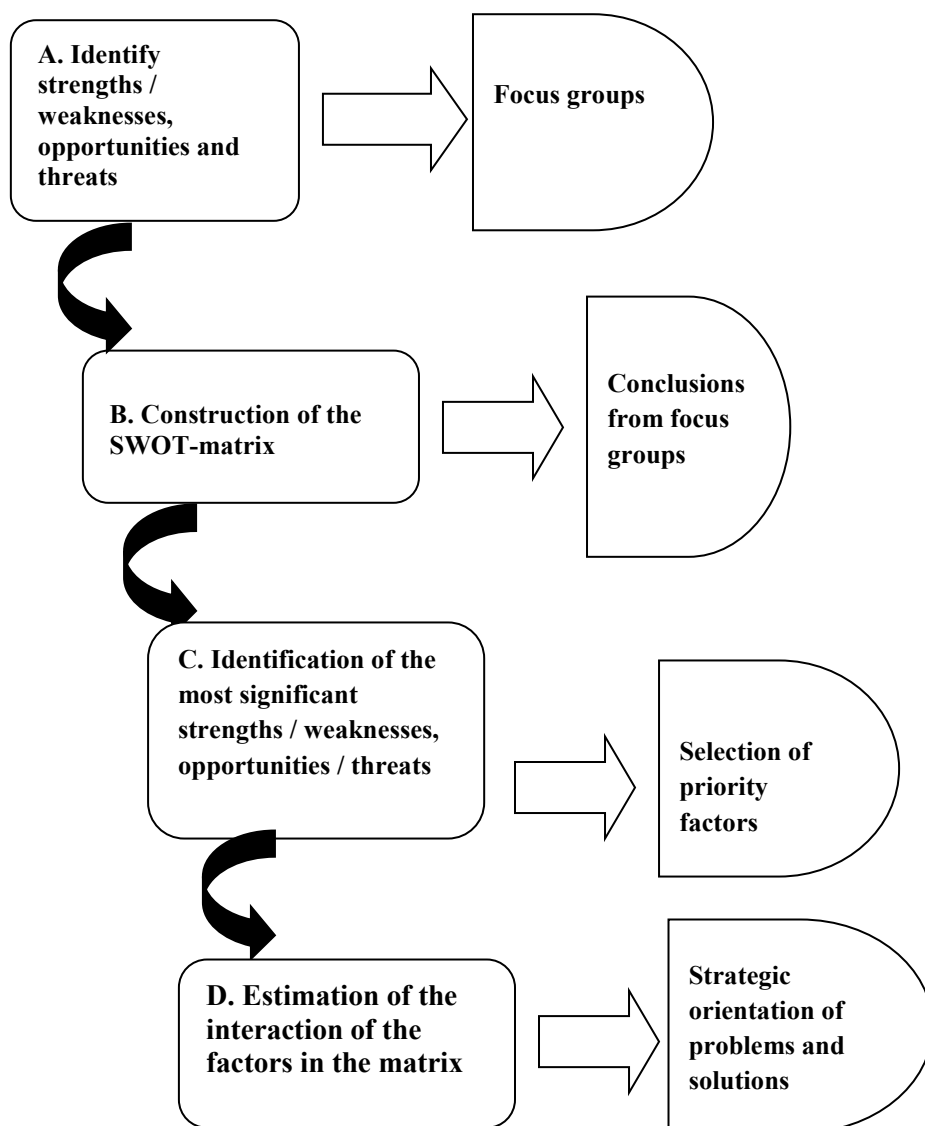 A. Identify
strengths /
weaknesses,
opportunities and
threats
Focus groups
B. Construction of the
SWOT-matrix
Conclusions
from focus
groups
C. Identification of the
most significant
strengths / weaknesses,
opportunities / threats
Selection of
priority
factors
D. Estimation of the
interaction of the
factors in the matrix
Strategic
orientation of
problems and
solutions